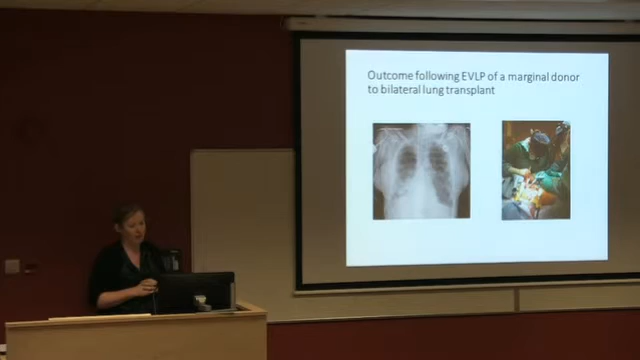 Outcome following EVLP of a marginal donor
to bilateral lung transplant